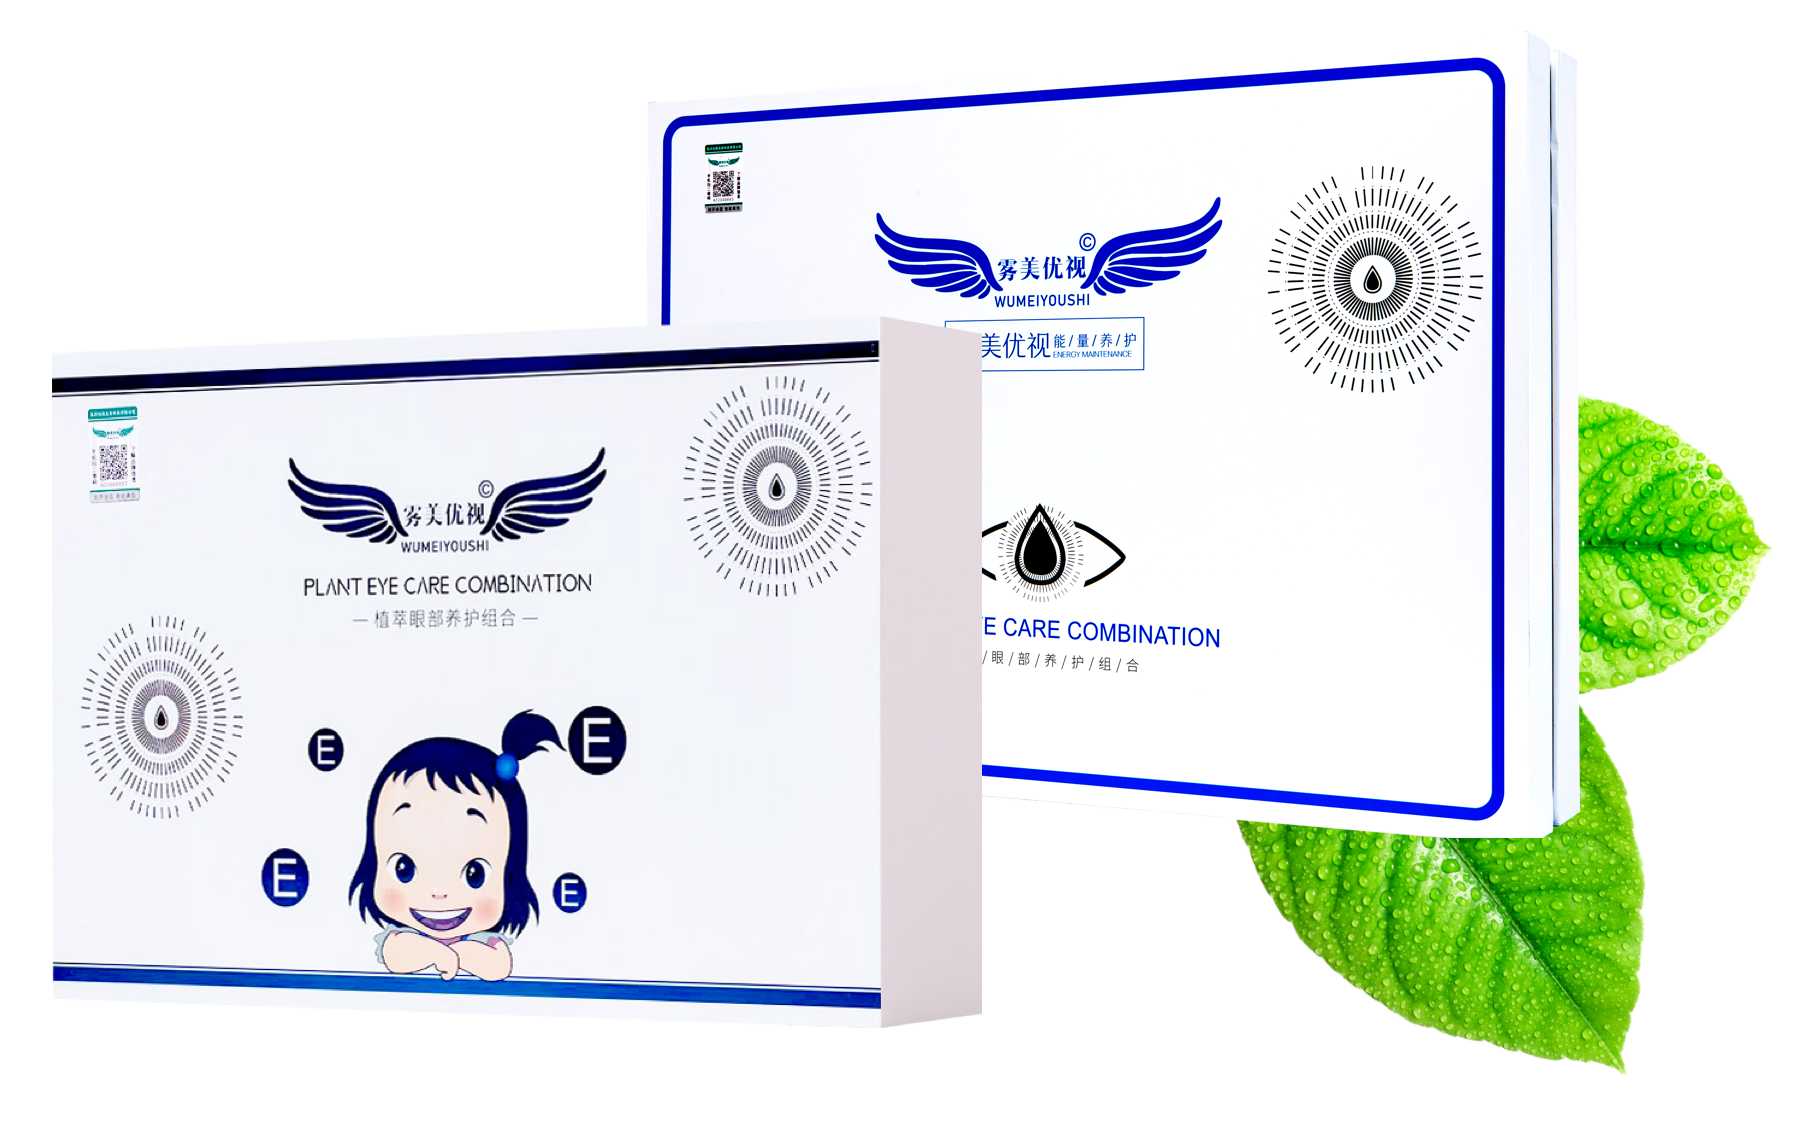 ©
雾美优视
WUMEIYOUSHI
美优视 能/量/养/护
ENERGY MAINTENANCE
E CARE COMBINATION
/眼/部/养/护/组/合
©
雾美优视
WUMEIYOUSHI
PLANT EYE CARE COMBINATION
—植萃眼部养护组合—
E
E
E
E